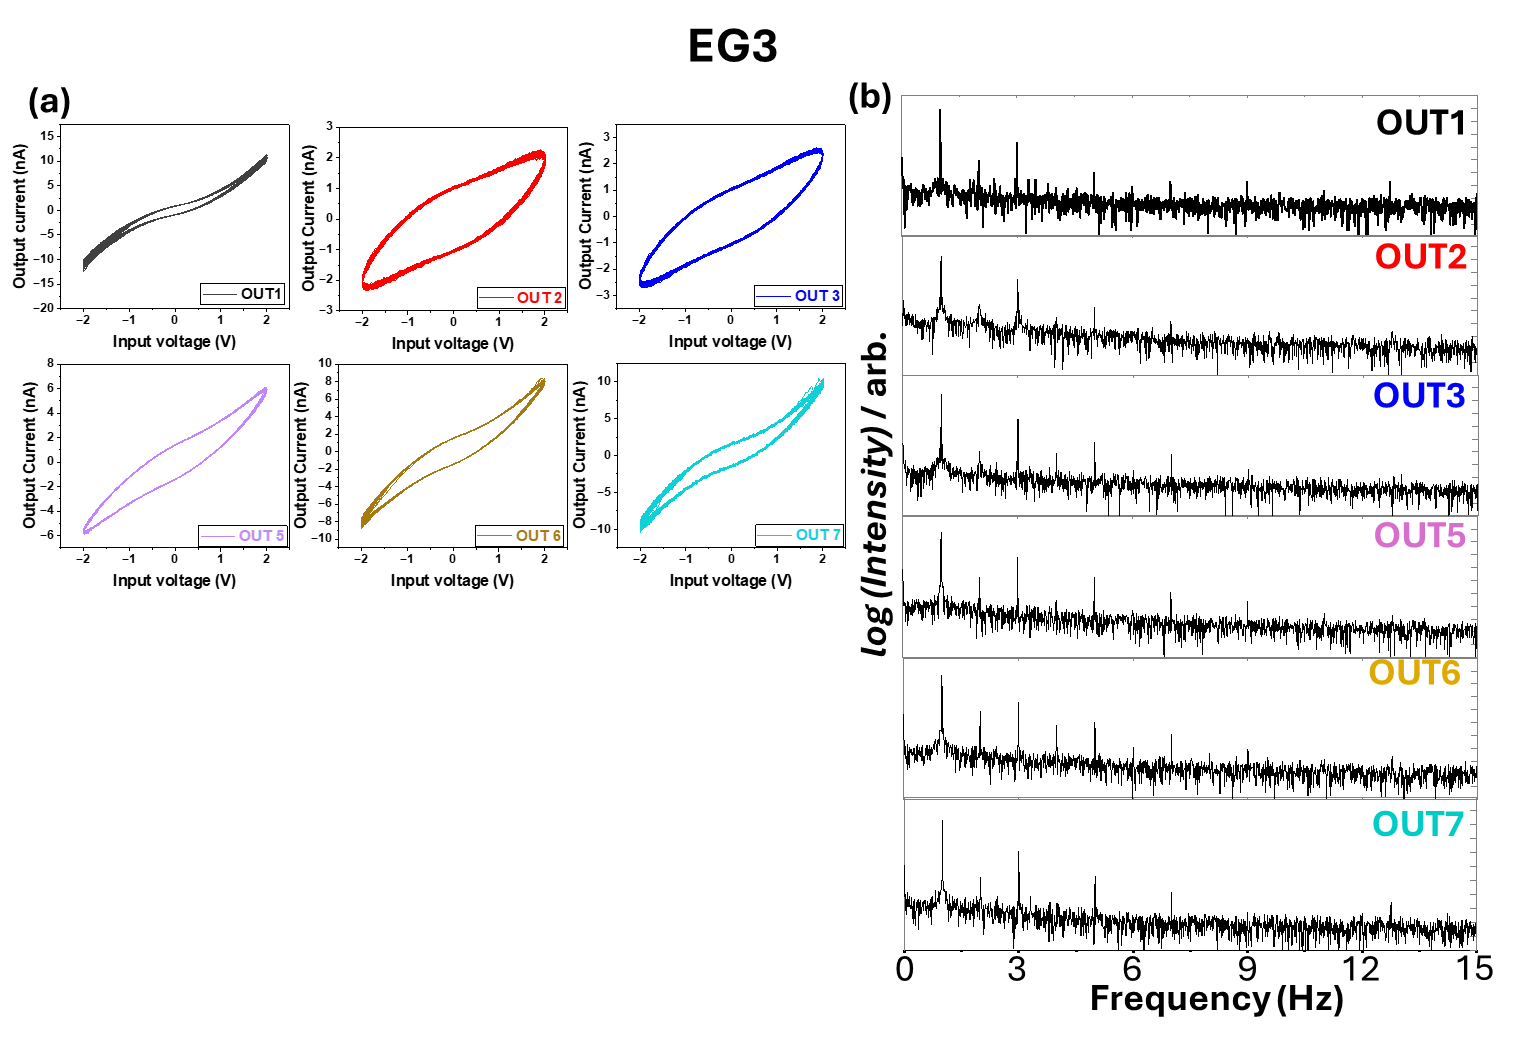 EG3
(a)
Output current (nA)
15
10
5
0
−5
−10
−15
−20
−2
−1
0
1
2
Input voltage (V)
OUT1
Output Current (nA)
3
2
1
0
−1
−2
−3
−2
−1
0
1
2
Input voltage (V)
OUT 2
Output Current (nA)
3
2
1
0
−1
−2
−3
−2
−1
0
1
2
Input voltage (V)
OUT 3
Output Current (nA)
8
6
4
2
0
−2
−4
−6
−2
−1
0
1
2
Input voltage (V)
OUT 5
Output Current (nA)
10
8
6
4
2
0
−2
−4
−6
−8
−10
−2
−1
0
1
2
Input voltage (V)
OUT 6
Output Current (nA)
10
5
0
−5
−10
−2
−1
0
1
2
Input voltage (V)
OUT 7
(b)
log (Intensity) / arb.
OUT1
OUT2
OUT3
OUT5
OUT6
OUT7
0
3
6
9
12
15
Frequency (Hz)